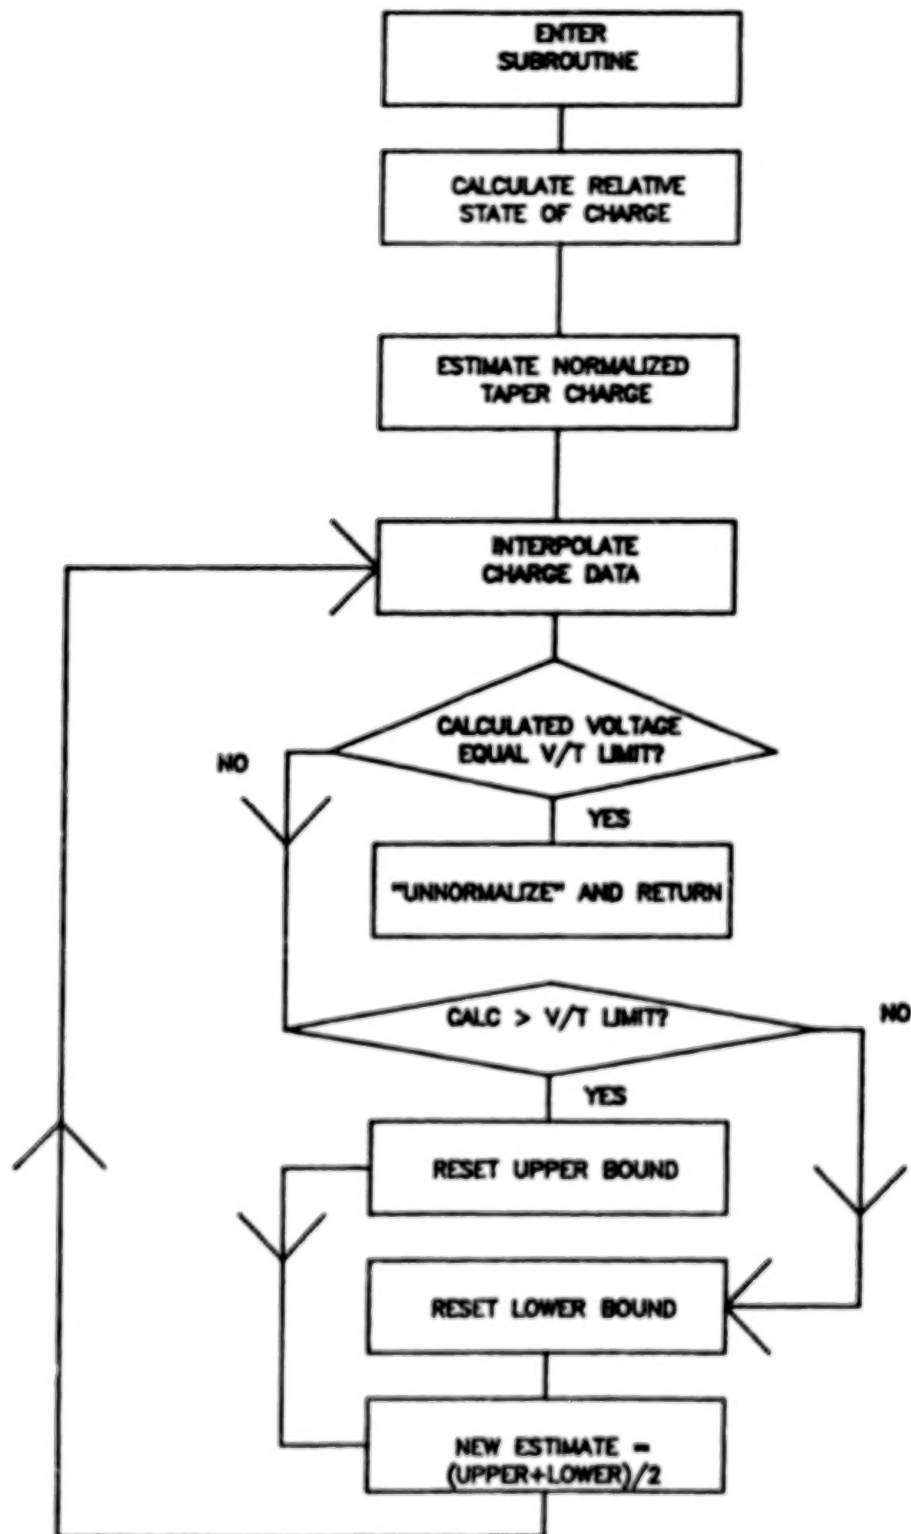 ENTER
SUBROUTINE
CALCULATE RELATIVE
STATE OF CHARGE
ESTIMATE NORMALIZED
TAPER CHARGE
INTERPOLATE
CHARGE DATA
CALCULATED VOLTAGE
EQUAL V/T LIMIT?
NO
YES
"UNNORMALIZE" AND RETURN
CALC > V/T LIMIT?
NO
YES
RESET UPPER BOUND
RESET LOWER BOUND
NEW ESTIMATE =
(UPPER+LOWER)/2